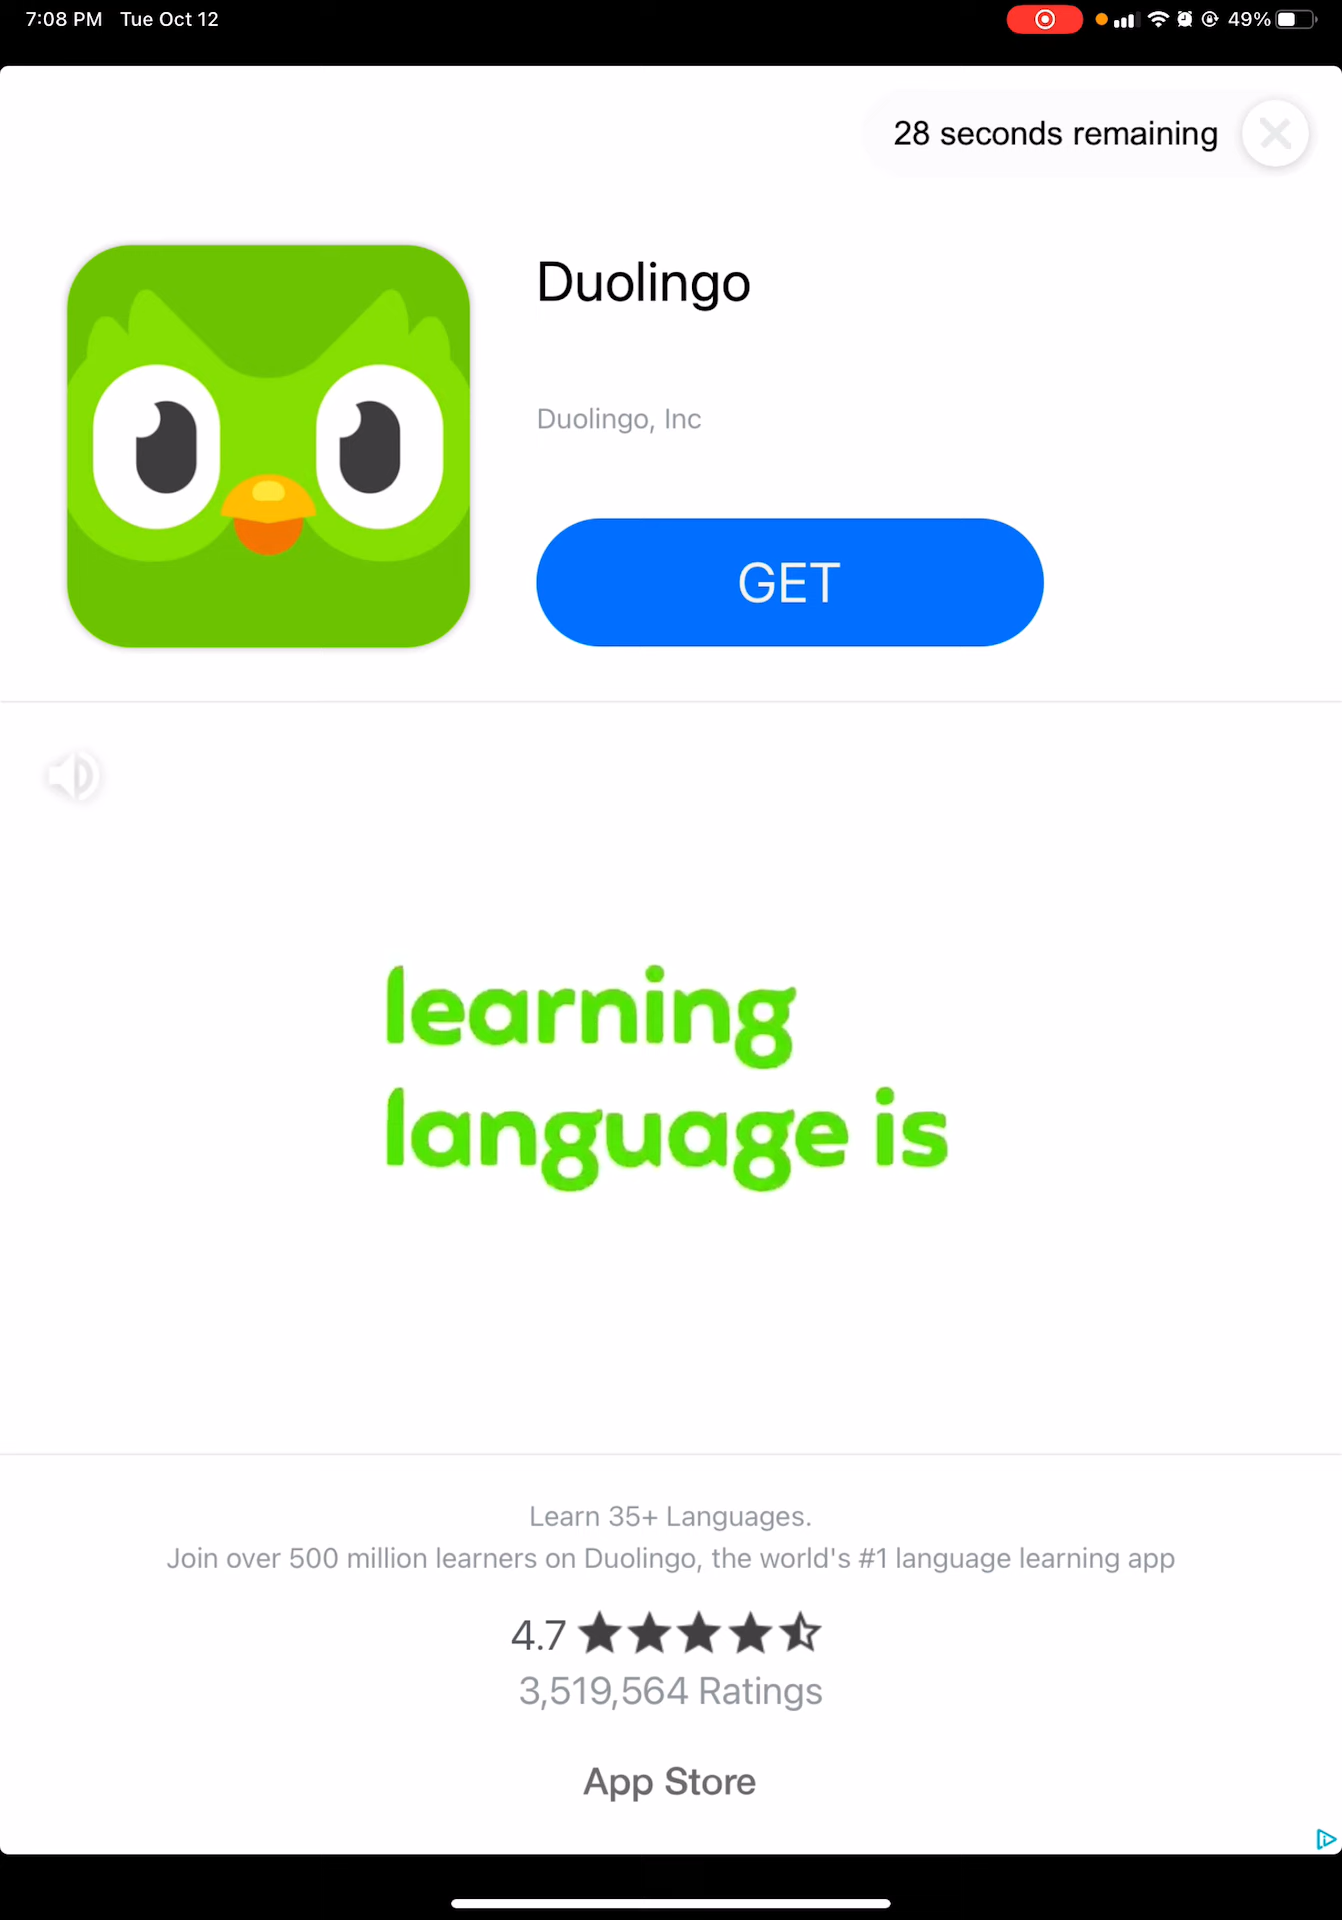 7:08 PM Tue Oct 12 49%
28 seconds remaining
Duolingo
Duolingo, Inc
GET
learning
language is
Learn 35+ Languages.
Join over 500 million learners on Duolingo, the world's #1 language learning app
4.7
3,519,564 Ratings
App Store